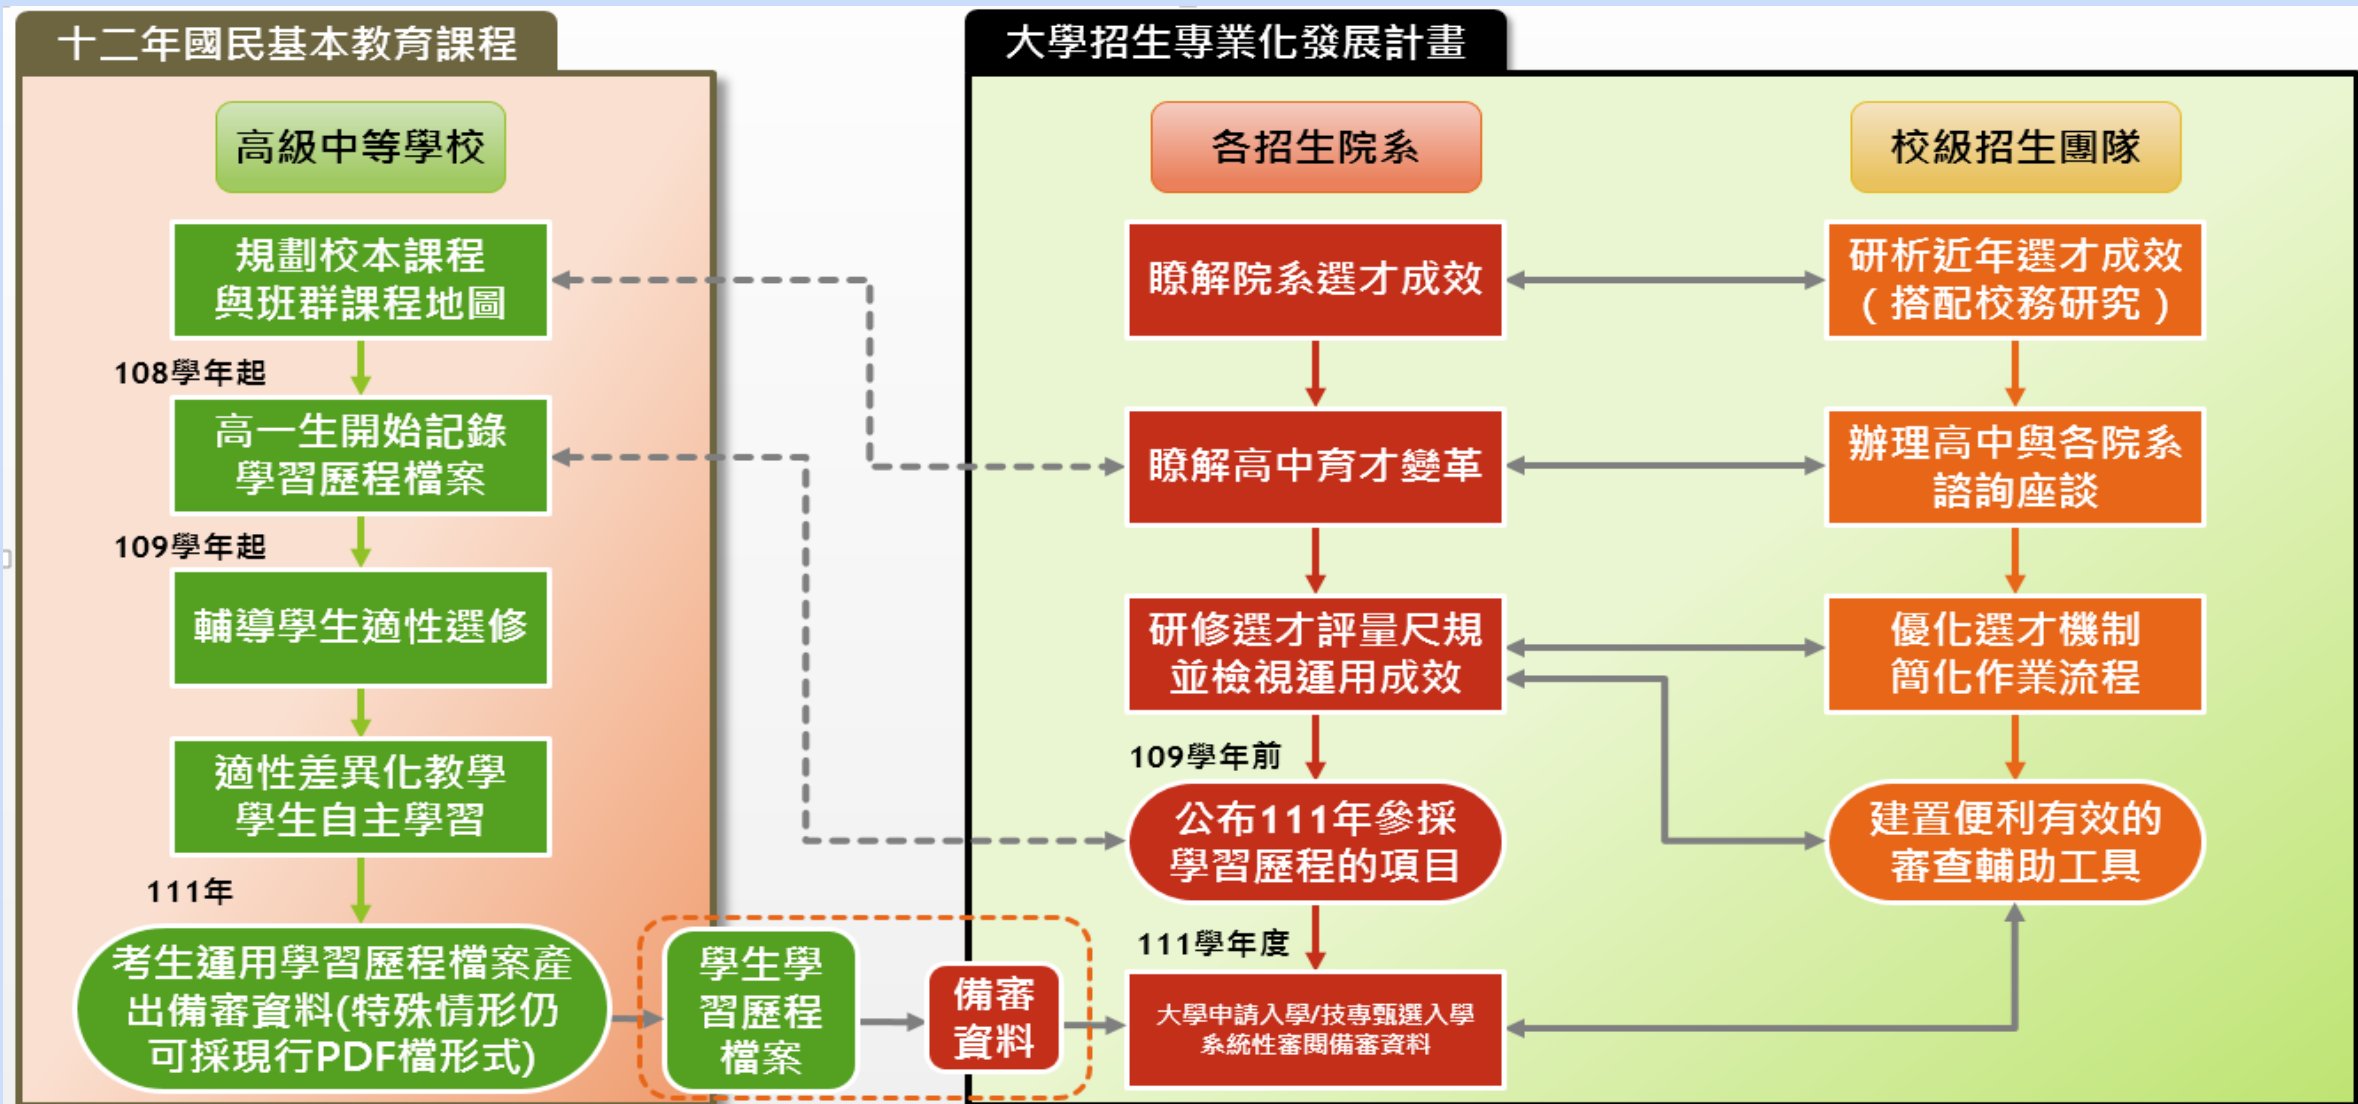 十二年國民基本教育課程
高級中等學校
規劃校本課程
與班群課程地圖
108學年起
高一生開始記錄
學習歷程檔案
109學年起
輔導學生適性選修
適性差異化教學
學生自主學習
111年
考生運用學習歷程檔案產
出備審資料(特殊情形仍
可採現行PDF檔形式)
學生學
習歷程
檔案
備審
資料
大學招生專業化發展計畫
各招生院系
瞭解院系選才成效
瞭解高中育才變革
研修選才評量尺規
並檢視運用成效
109學年前
公布111年參採
學習歷程的項目
111學年度
大學申請入學/技專甄選入學
系統性審閱備審資料
校級招生團隊
研析近年選才成效
(搭配校務研究)
辦理高中與各院系
諮詢座談
優化選才機制
簡化作業流程
建置便利有效的
審查輔助工具